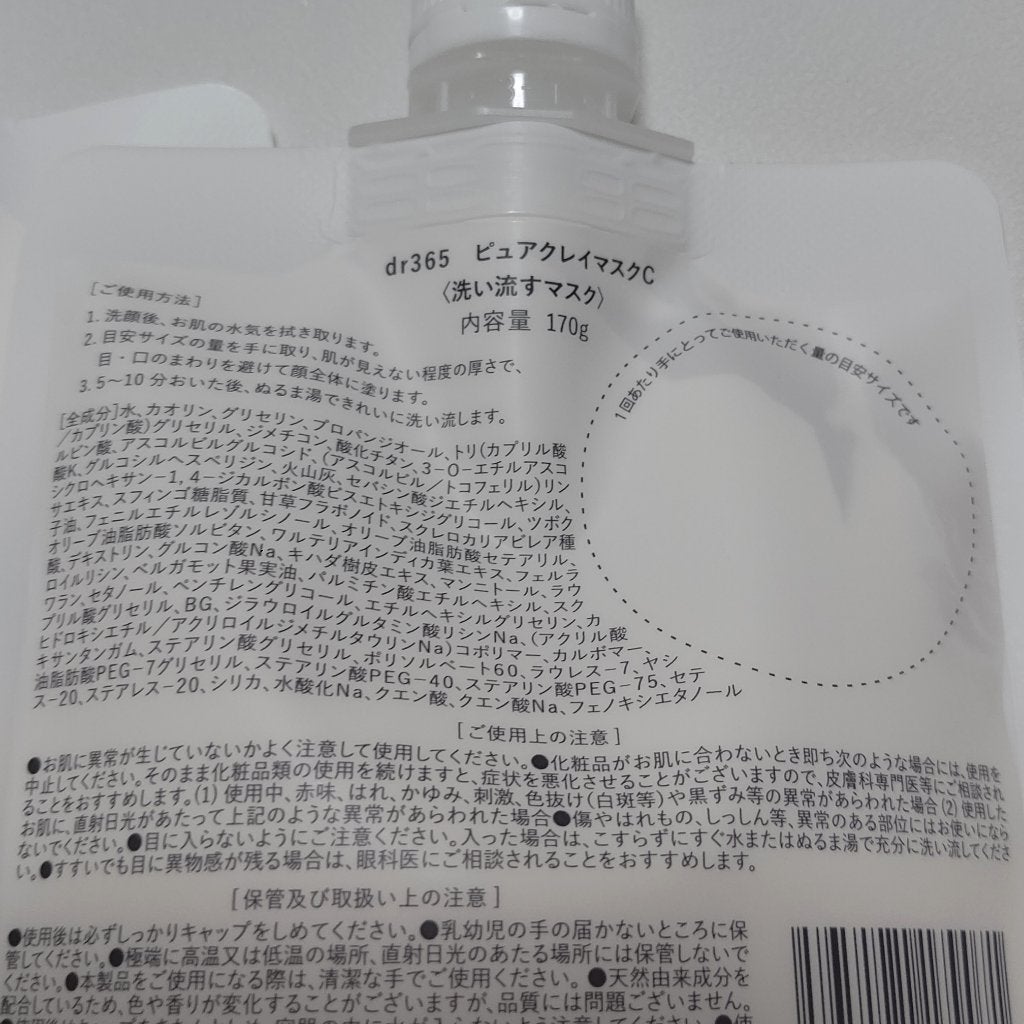 dr365 ピュアクレイマスクC
〈洗い流すマスク〉
内容量 170g
[ご使用方法]
1. 洗顔後、お肌の水気を拭き取ります。
2. 目安サイズの量を手に取り、肌が見えない程度の厚さで、
目・口のまわりを避けて顔全体に塗ります。
3. 5〜10分おいた後、ぬるま湯できれいに洗い流します。
1回あたり手にとってご使用いただく量の目安サイズです
[全成分]水、カオリン、グリセリン、プロパンジオール、トリ(カプリル酸
/カプリン酸)グリセリル、ジメチコン、酸化チタン、3-O-エチルアスコ
ルビン酸、アスコルビルグルコシド、(アスコルビル/トコフェリル)リン
酸K、グルコシルヘスペリジン、火山灰、セバシン酸ジエチルヘキシル、
シクロヘキサン-1, 4-ジカルボン酸ビスエトキシジグリコール、ツボク
サエキス、スフィンゴ糖脂質、甘草フラボノイド、スクレロカリアビレア種
子油、フェニルエチルレゾルシノール、オリーブ油脂肪酸セテアリル、
オリーブ油脂肪酸ソルビタン、ワルテリアインディカ葉エキス、フェルラ
酸、デキストリン、グルコン酸Na、キハダ樹皮エキス、マンニトール、ラウ
ロイルリシン、ベルガモット果実油、パルミチン酸エチルヘキシル、スク
ワラン、セタノール、ペンチレングリコール、エチルヘキシルグリセリン、カ
プリル酸グリセリル、BG、ジラウロイルグルタミン酸リシンNa、(アクリル酸
ヒドロキシエチル/アクリロイルジメチルタウリンNa)コポリマー、カルボマー、
キサンタンガム、ステアリン酸グリセリル、ポリソルベート60、ラウレス-7、ヤシ
油脂肪酸PEG-7グリセリル、ステアリン酸PEG-40、ステアリン酸PEG-75、セテ
ス-20、ステアレス-20、シリカ、水酸化Na、クエン酸、クエン酸Na、フェノキシエタノール
[ご使用上の注意]
●お肌に異常が生じていないかよく注意して使用してください。●化粧品がお肌に合わないとき即ち次のような場合には、使用を
中止してください。そのまま化粧品類の使用を続けますと、症状を悪化させることがございますので、皮膚科専門医等にご相談され
ることをおすすめします。(1) 使用中、赤味、はれ、かゆみ、刺激、色抜け(白斑等)や黒ずみ等の異常があらわれた場合 (2) 使用した
お肌に、直射日光があたって上記のような異常があらわれた場合●傷やはれもの、しっしん等、異常のある部位にはお使いになら
ないでください。●目に入らないようにご注意ください。入った場合は、こすらずにすぐ水またはぬるま湯で充分に洗い流してくださ
い。●すすいでも目に異物感が残る場合は、眼科医にご相談されることをおすすめします。
[保管及び取扱い上の注意]
●使用後は必ずしっかりキャップをしめてください。●乳幼児の手の届かないところに保
管してください。●極端に高温又は低温の場所、直射日光のあたる場所には保管しないで
ください。●本製品をご使用になる際は、清潔な手でご使用ください。●天然由来成分を
配合しているため、色や香りが変化することがございますが、品質には問題ございません。